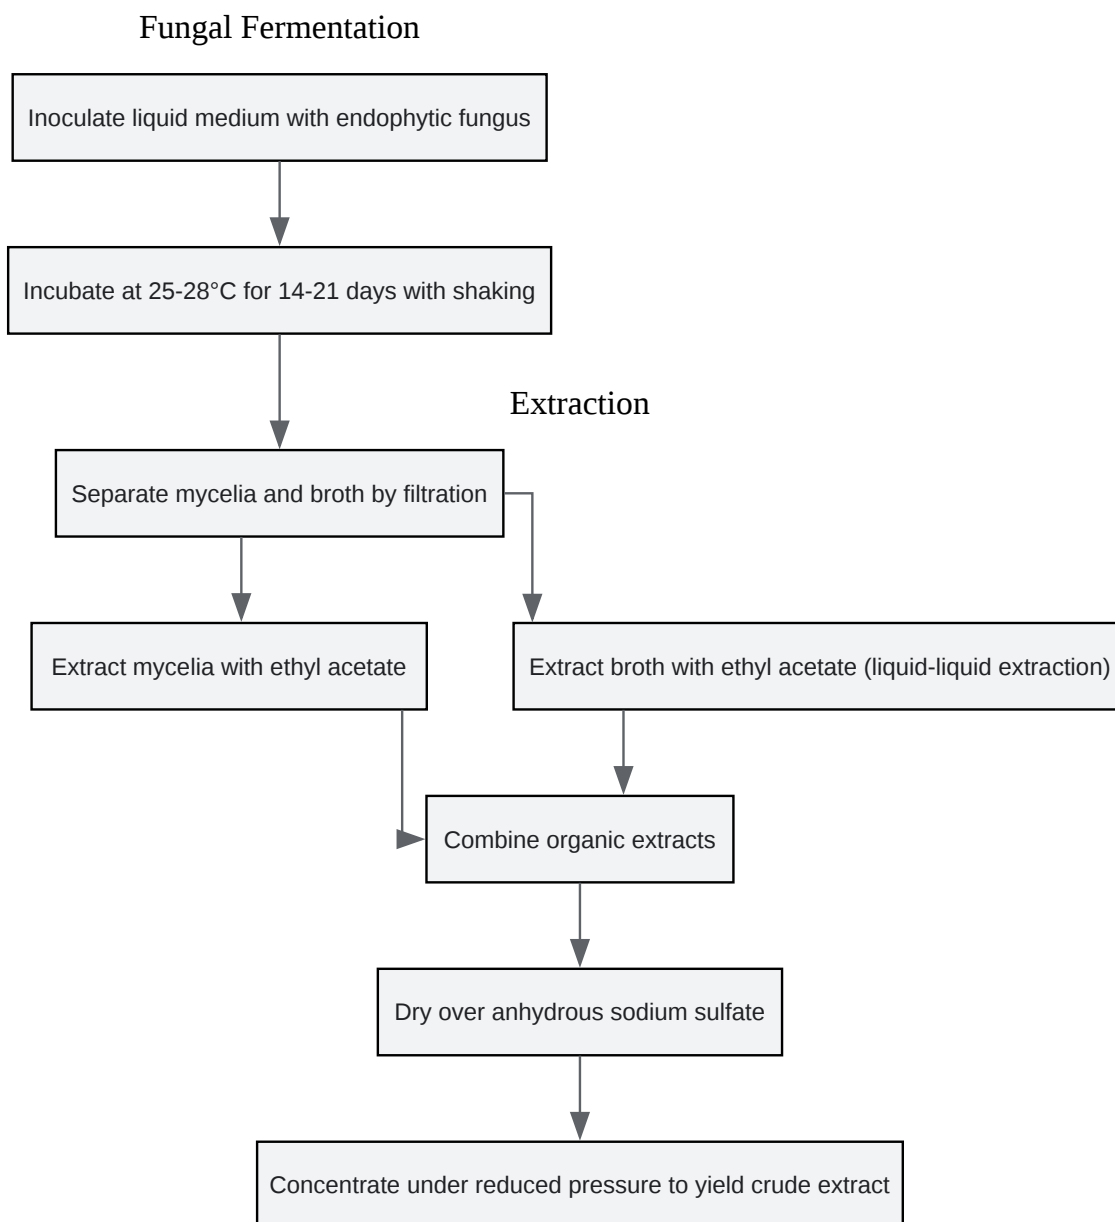 Fungal Fermentation
Inoculate liquid medium with endophytic fungus
Incubate at 25-28°C for 14-21 days with shaking
Extraction
Separate mycelia and broth by filtration
Extract mycelia with ethyl acetate
Extract broth with ethyl acetate (liquid-liquid extraction)
Combine organic extracts
Dry over anhydrous sodium sulfate
Concentrate under reduced pressure to yield crude extract